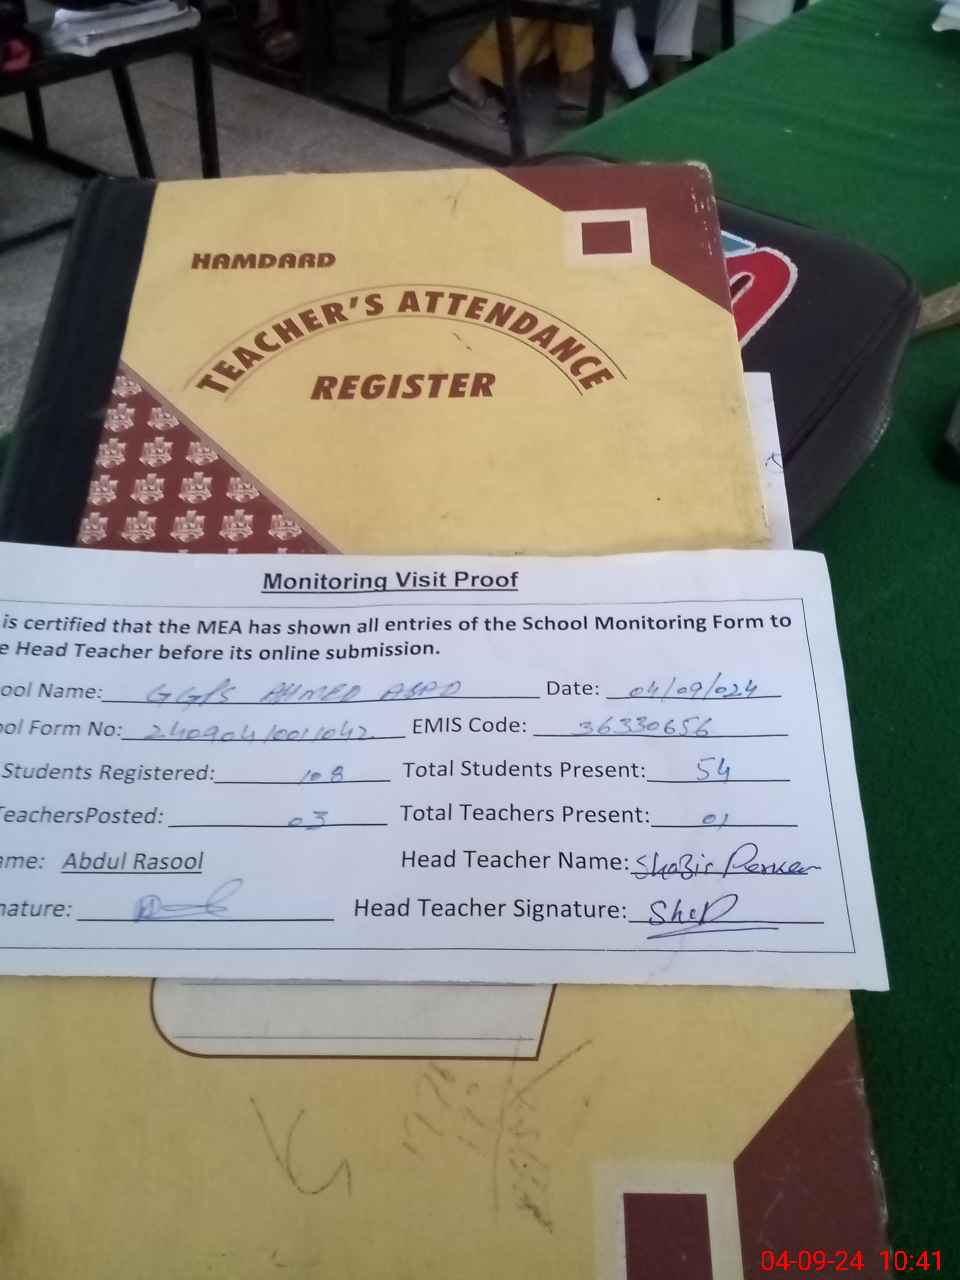 HAMDARD
TEACHER'S ATTENDANCE
REGISTER
Monitoring Visit Proof
is certified that the MEA has shown all entries of the School Monitoring Form to
e Head Teacher before its online submission.
ool Name: GGPS AHMED ABAD Date: 04/09/024
ool Form No: EMIS Code: 36330656
Students Registered: 108 Total Students Present: 54
TeachersPosted: 03 Total Teachers Present: 01
ame: Abdul Rasool Head Teacher Name:
nature: Head Teacher Signature:
04-09-24 10:41